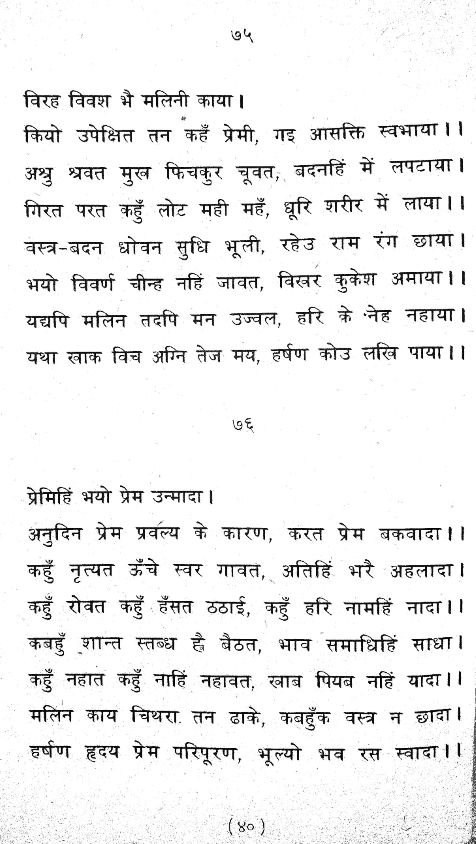 ७५
विरह विवश भै मलिनी काया।
कियो उपेक्षित तन कहँ प्रेमी, गइ आसक्ति स्वभाया।।
अश्रु श्रवत मुख फिचकुर चूवत, बदनहिं में लपटाया।
गिरत परत कहुँ लोट मही महँ, धूरि शरीर में लाया।।
वस्त्र-बदन धोवन सुधि भूली, रहेउ राम रंग छाया।
भयो विवर्ण चीन्ह नहिं जावत, विखर कुकेश अमाया।।
यद्यपि मलिन तदपि मन उज्वल, हरि के नेह नहाया।
यथा खाक विच अग्नि तेज मय, हर्षण कोउ लखि पाया।।
७६
प्रेमिहिं भयो प्रेम उन्मादा।
अनुदिन प्रेम प्रवल्य के कारण, करत प्रेम बकवादा।।
कहुँ नृत्यत ऊँचे स्वर गावत, अतिहिं भरै अहलादा।
कहुँ रोवत कहुँ हँसत ठठाई, कहुँ हरि नामहिं नादा।।
कबहुँ शान्त स्तब्ध ह्वै बैठत, भाव समाधिहिं साधा।
कहुँ नहात कहुँ नाहिं नहावत, खाब पियब नहिं यादा।।
मलिन काय चिथरा तन ढाके, कबहुँक वस्त्र न छादा।
हर्षण हृदय प्रेम परिपूरण, भूल्यो भव रस स्वादा।।
(४०)